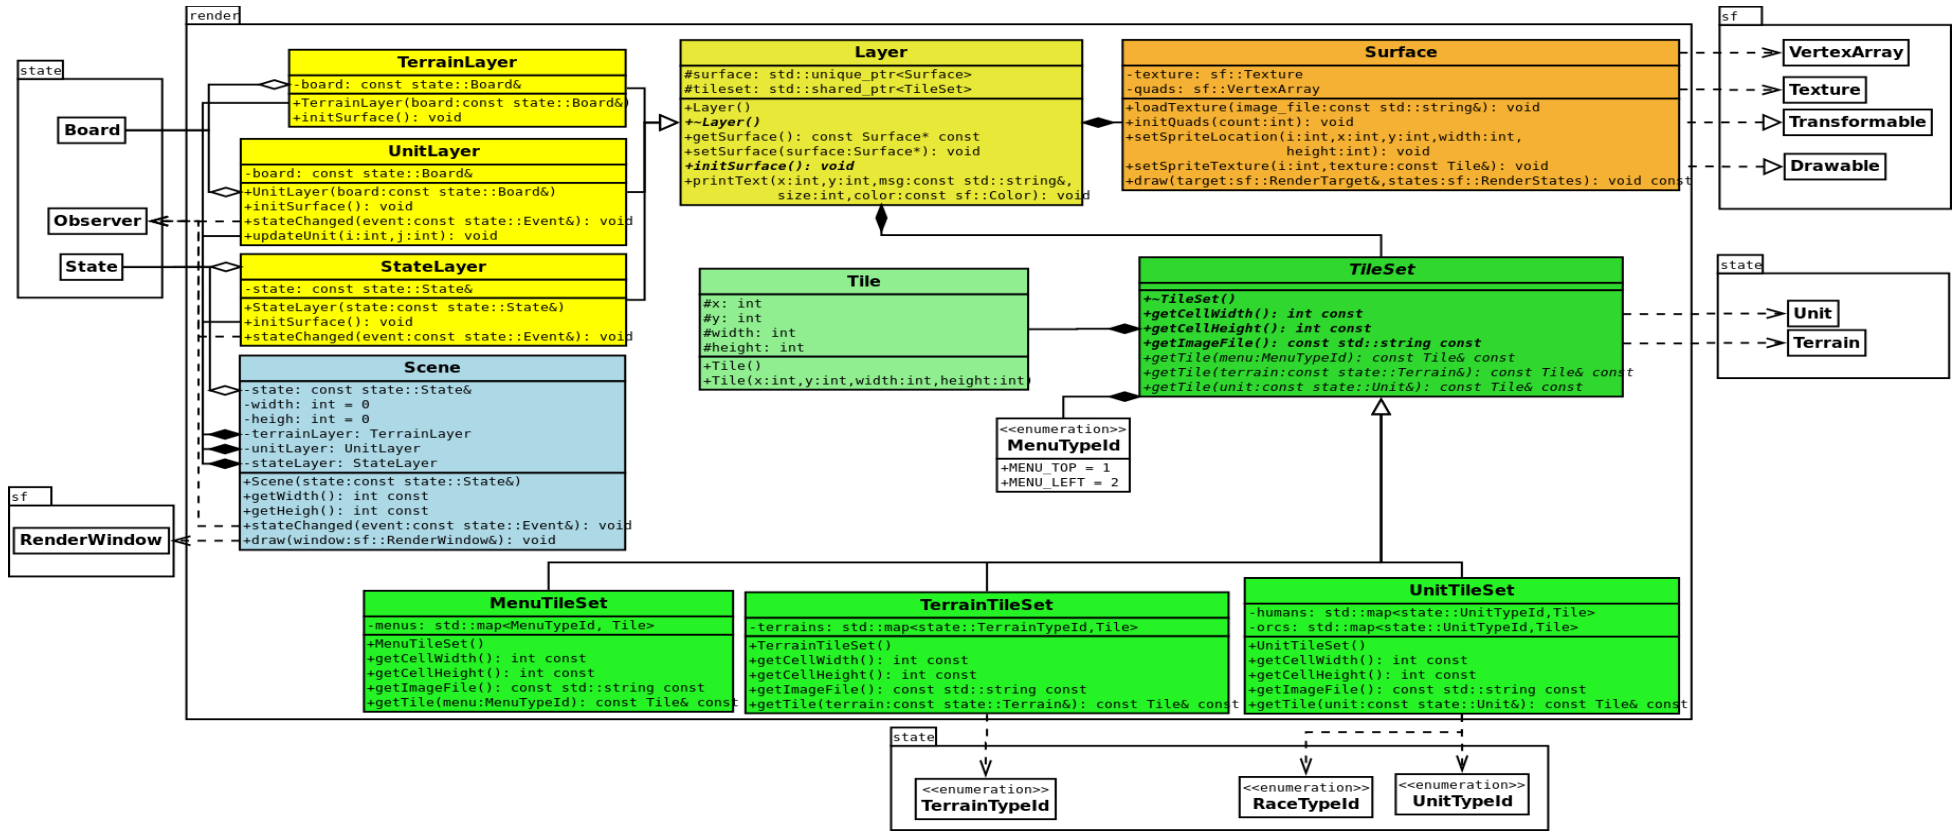 render
state
Board
Observer
State
TerrainLayer
-board: const state::Board&
+TerrainLayer(board:const state::Board&)
+initSurface(): void
UnitLayer
-board: const state::Board&
+UnitLayer(board:const state::Board&)
+initSurface(): void
+stateChanged(event:const state::Event&): void
+updateUnit(i:int,j:int): void
StateLayer
-state: const state::State&
+StateLayer(state:const state::State&)
+initSurface(): void
+stateChanged(event:const state::Event&): void
Scene
-state: const state::State&
-width: int = 0
-heigh: int = 0
-terrainLayer: TerrainLayer
-unitLayer: UnitLayer
-stateLayer: StateLayer
+Scene(state:const state::State&)
+getWidth(): int const
+getHeigh(): int const
+stateChanged(event:const state::Event&): void
+draw(window:sf::RenderWindow&): void
sf
RenderWindow
Layer
#surface: std::unique_ptr<Surface>
#tileset: std::shared_ptr<TileSet>
+Layer()
+~Layer()
+getSurface(): const Surface* const
+setSurface(surface:Surface*): void
+initSurface(): void
+printText(x:int,y:int,msg:const std::string&,
size:int,color:const sf::Color): void
Surface
-texture: sf::Texture
-quads: sf::VertexArray
+loadTexture(image_file:const std::string&): void
+initQuads(count:int): void
+setSpriteLocation(i:int,x:int,y:int,width:int,
height:int): void
+setSpriteTexture(i:int,texture:const Tile&): void
+draw(target:sf::RenderTarget&,states:sf::RenderStates): void const
sf
VertexArray
Texture
Transformable
Drawable
Tile
#x: int
#y: int
#width: int
#height: int
+Tile()
+Tile(x:int,y:int,width:int,height:int)
TileSet
+~TileSet()
+getCellWidth(): int const
+getCellHeight(): int const
+getImageFile(): const std::string const
+getTile(menu:MenuTypeId): const Tile& const
+getTile(terrain:const state::Terrain&): const Tile& const
+getTile(unit:const state::Unit&): const Tile& const
state
Unit
Terrain
<<enumeration>>
MenuTypeId
+MENU_TOP = 1
+MENU_LEFT = 2
MenuTileSet
-menus: std::map<MenuTypeId, Tile>
+MenuTileSet()
+getCellWidth(): int const
+getCellHeight(): int const
+getImageFile(): const std::string const
+getTile(menu:MenuTypeId): const Tile& const
TerrainTileSet
-terrains: std::map<state::TerrainTypeId,Tile>
+TerrainTileSet()
+getCellWidth(): int const
+getCellHeight(): int const
+getImageFile(): const std::string const
+getTile(terrain:const state::Terrain&): const Tile& const
UnitTileSet
-humans: std::map<state::UnitTypeId,Tile>
-orcs: std::map<state::UnitTypeId,Tile>
+UnitTileSet()
+getCellWidth(): int const
+getCellHeight(): int const
+getImageFile(): const std::string const
+getTile(unit:const state::Unit&): const Tile& const
state
<<enumeration>>
TerrainTypeId
<<enumeration>>
RaceTypeId
<<enumeration>>
UnitTypeId